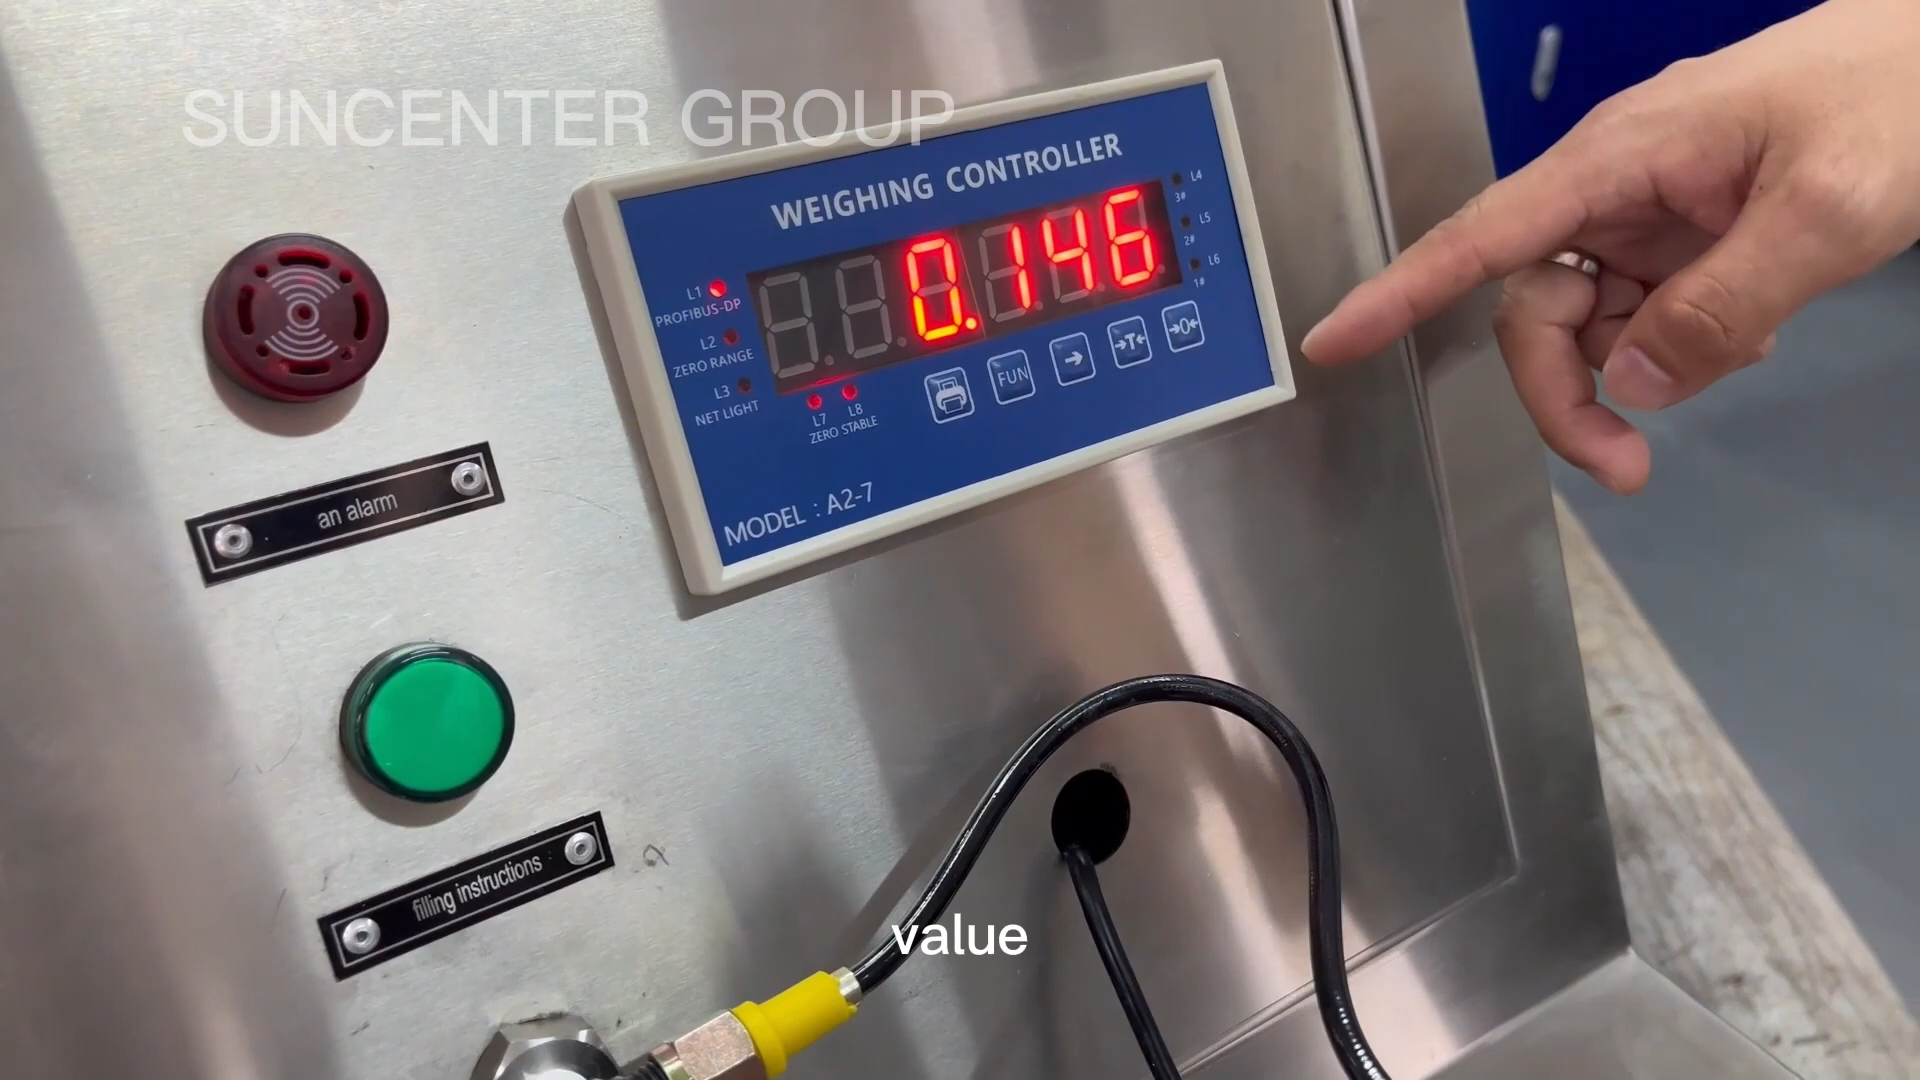 SUNCENTER GROUP
WEIGHING CONTROLLER
0.146
L1
PROFIBUS-DP
L2
ZERO RANGE
L3
NET LIGHT
L4
3#
L5
2#
L6
1#
L7 L8
ZERO STABLE
FUN
→T←
→0←
MODEL : A2-7
an alarm
filling instructions
value